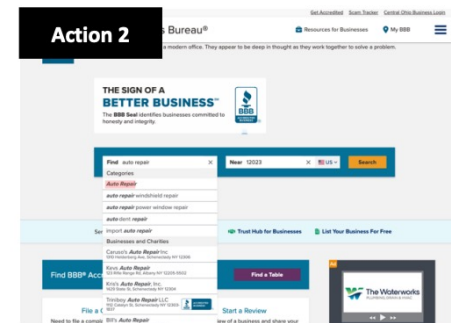 Get Accredited Scam Tracker Central Ohio Business Login
Action 2
s Bureau®
Resources for Businesses
My BBB
a modern office. They appear to be deep in thought as they work together to solve a problem.
THE SIGN OF A
BETTER BUSINESS℠
The BBB Seal identifies businesses committed to
honesty and integrity.
BBB
Find auto repair × Near 12023 × US Search
Categories
Auto Repair
auto repair windshield repair
auto repair power window repair
auto dent repair
import auto repair
Businesses and Charities
Caruso's Auto Repair Inc.
Trust Hub for Businesses
List Your Business For Free
Kevs Auto Repair
Kris's Auto Repair, Inc.
Auto Repair LLC
Bill's Auto Repair
Find BBB® Accr
Find a Table
File a C
Start a Review
Need to file a compla
ew of a business and share your
Ad
The Waterworks